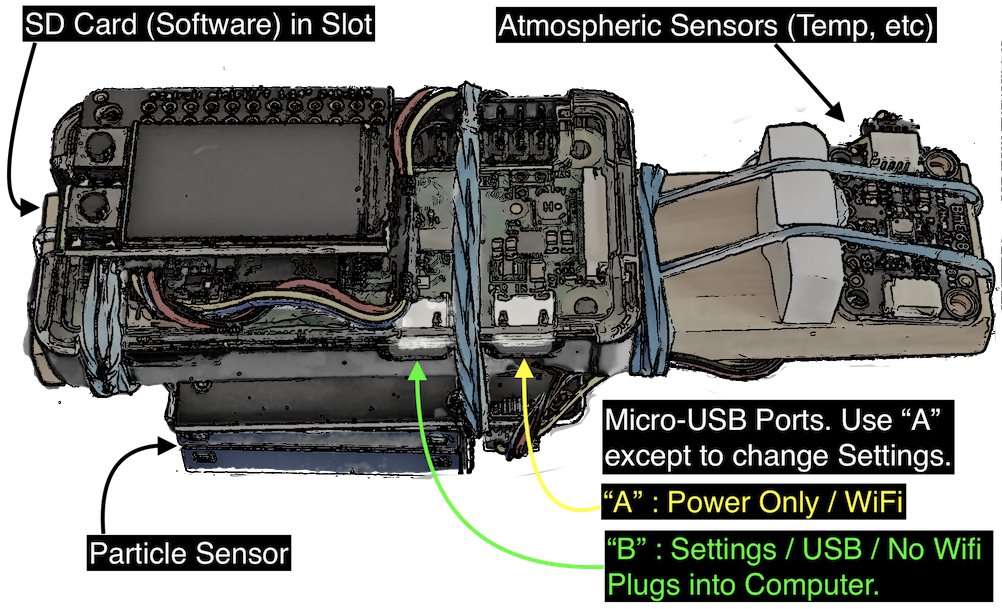 SD Card (Software) in Slot
Atmospheric Sensors (Temp, etc)
Micro-USB Ports. Use “A”
except to change Settings.
“A” : Power Only / WiFi
“B” : Settings / USB / No Wifi
Plugs into Computer.
Particle Sensor